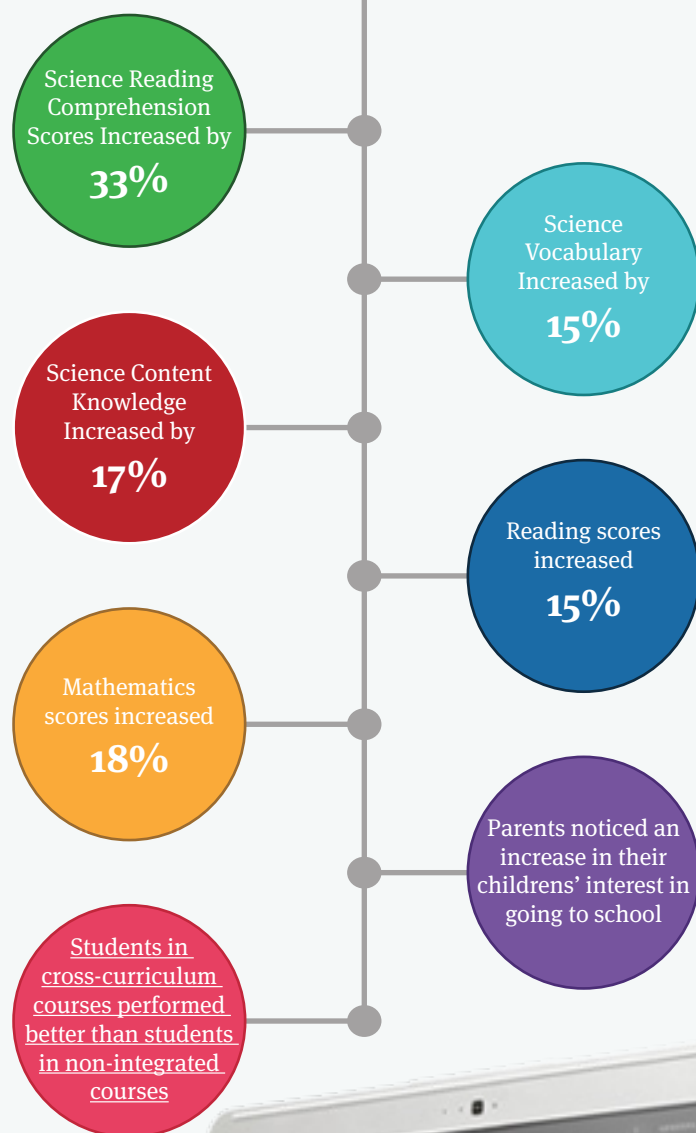 Science Reading
Comprehension
Scores Increased by
33%
Science
Vocabulary
Increased by
15%
Science Content
Knowledge
Increased by
17%
Reading scores
increased
15%
Mathematics
scores increased
18%
Parents noticed an
increase in their
childrens’ interest in
going to school
Students in
cross-curriculum
courses performed
better than students
in non-integrated
courses